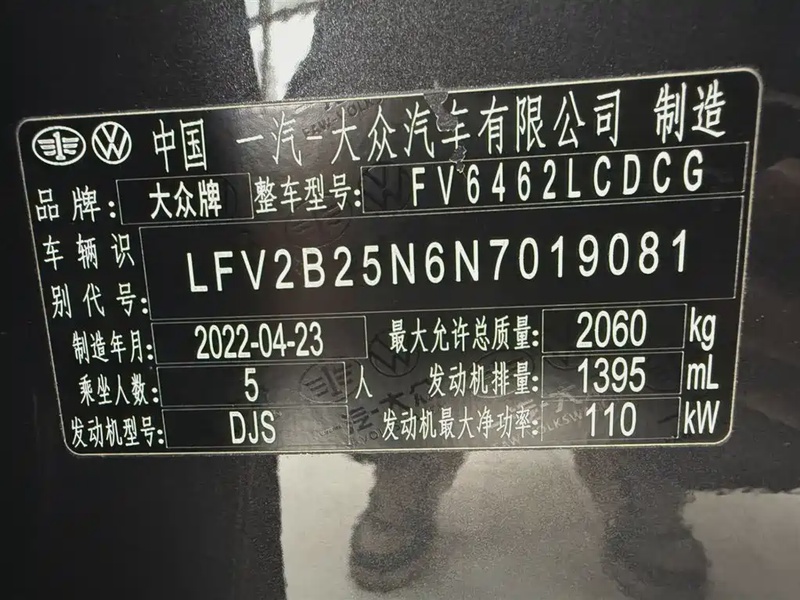 中国 一汽-大众汽车有限公司 制造
品牌: 大众牌 整车型号: FV6462LCDCG
车辆识别代号: LFV2B25N6N7019081
制造年月: 2022-04-23 最大允许总质量: 2060 kg
乘坐人数: 5 人 发动机排量: 1395 mL
发动机型号: DJS 发动机最大净功率: 110 kW